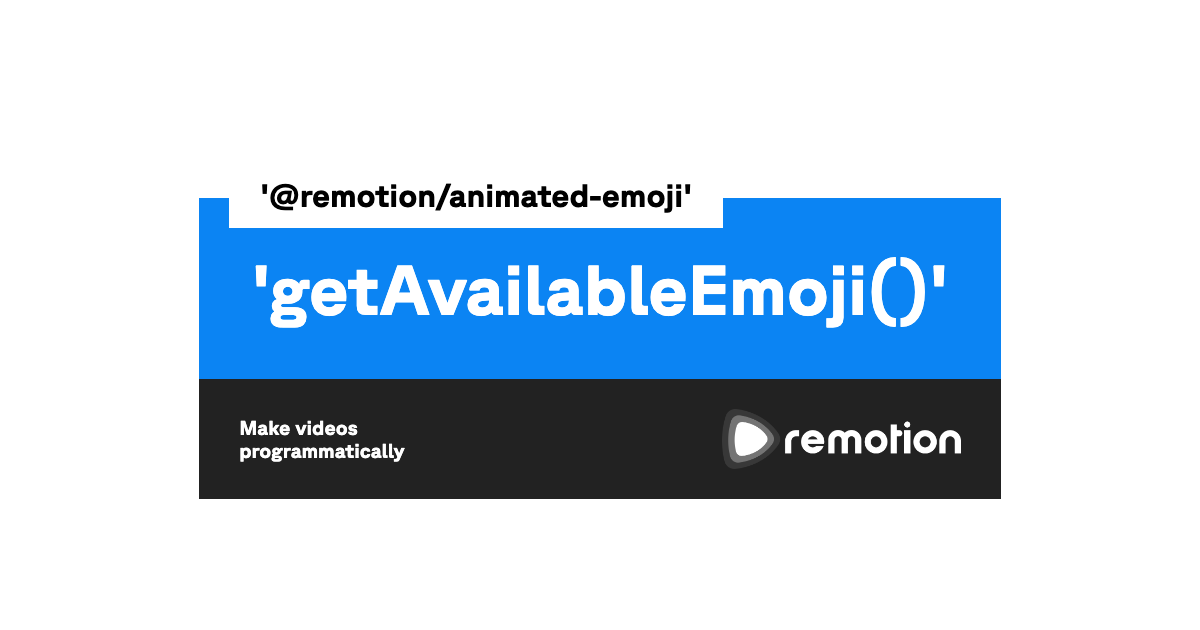 '@remotion/animated-emoji'
'getAvailableEmoji()'
Make videos
programmatically
remotion